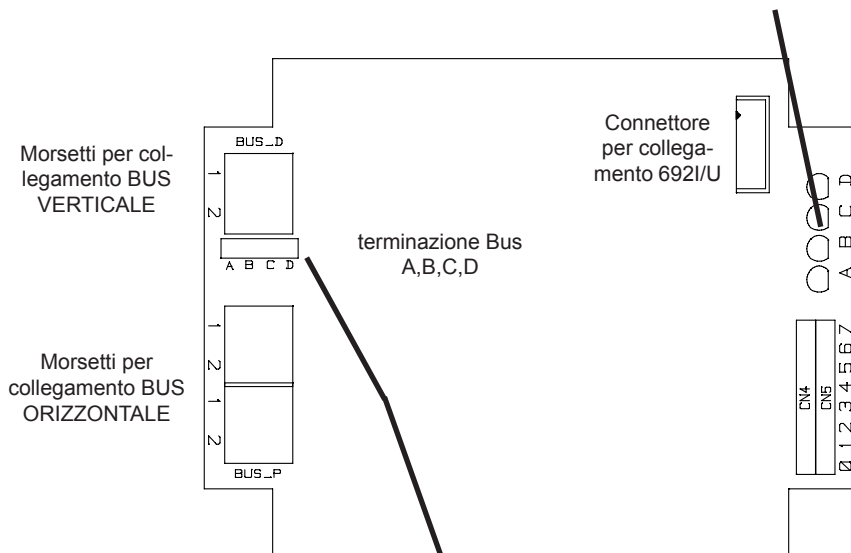 Morsetti per col-
legamento BUS
VERTICALE
BUS_D
1
2
A B C D
terminazione Bus
A,B,C,D
Connettore
per collega-
mento 692I/U
D
C
B
A
Morsetti per
collegamento BUS
ORIZZONTALE
1
2
1
2
BUS_P
CN4
CN5
0 1 2 3 4 5 6 7